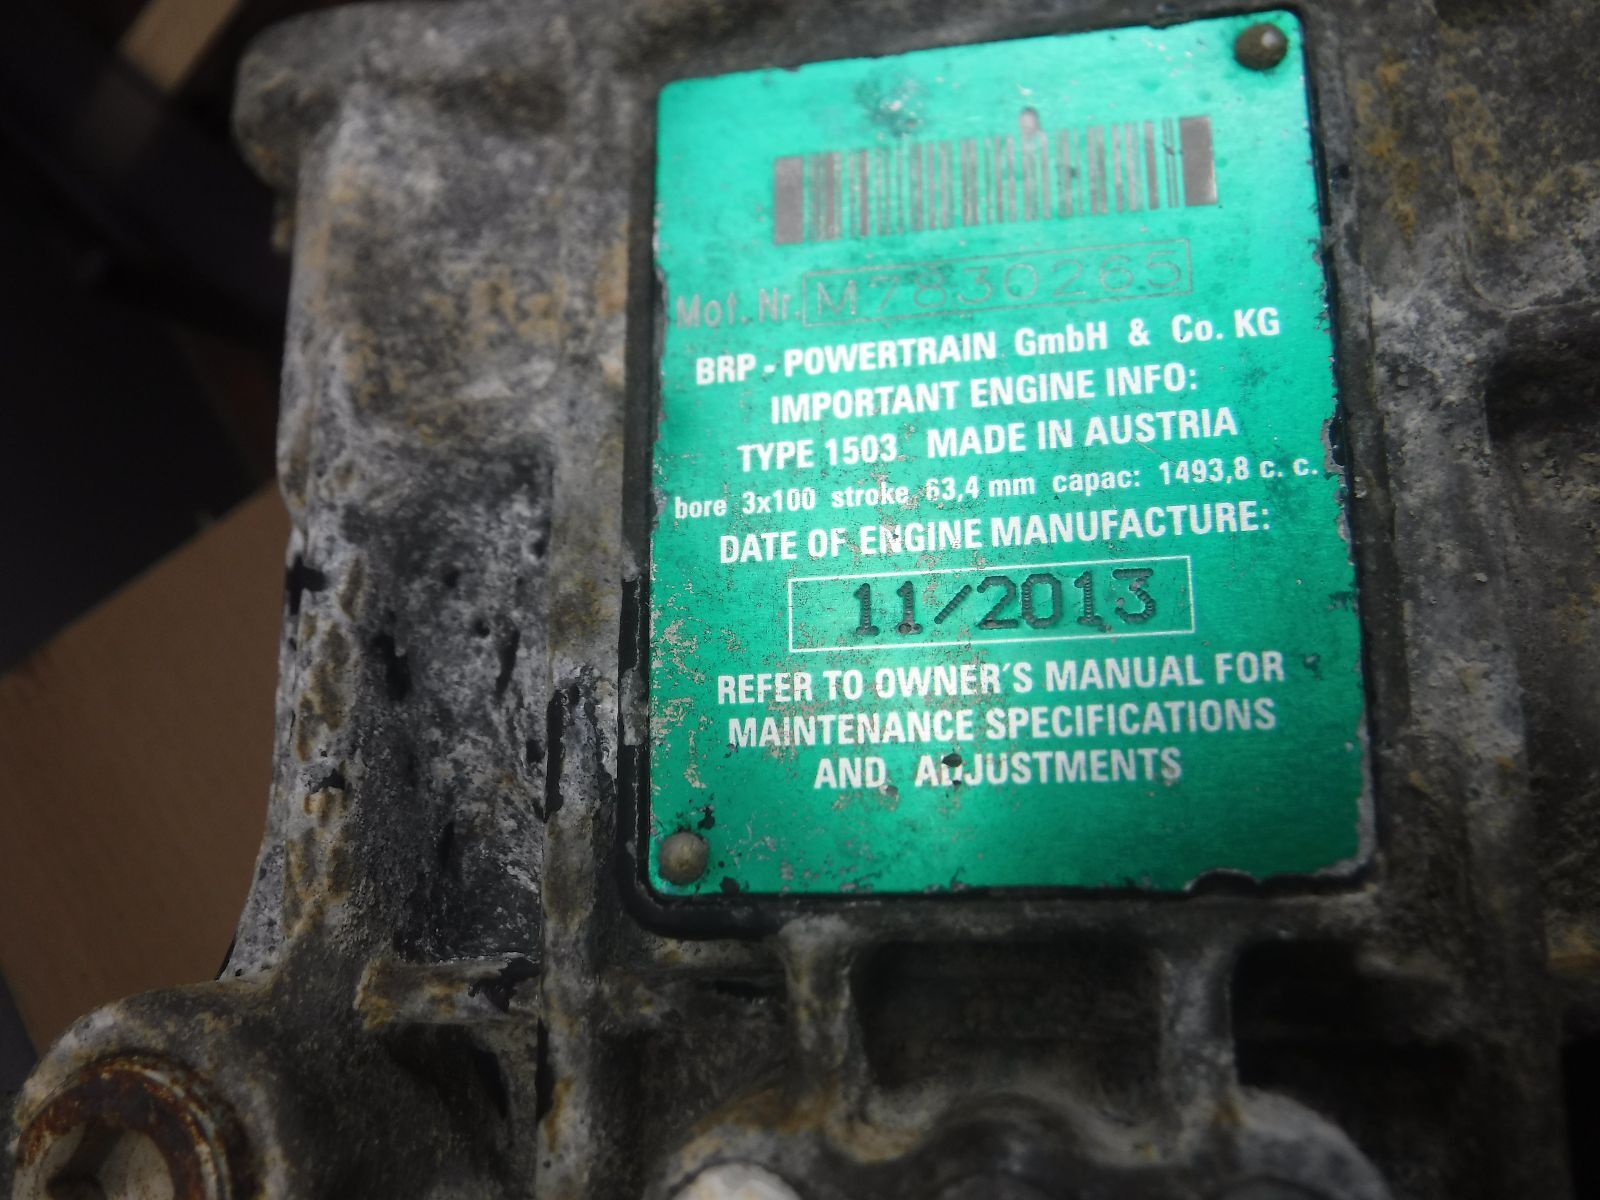 Mot. Nr. M7830265
BRP - POWERTRAIN GmbH & Co. KG
IMPORTANT ENGINE INFO:
TYPE 1503 MADE IN AUSTRIA
bore 3x100 stroke 63,4 mm capac: 1493,8 c. c.
DATE OF ENGINE MANUFACTURE:
11/2013
REFER TO OWNER'S MANUAL FOR
MAINTENANCE SPECIFICATIONS
AND ADJUSTMENTS